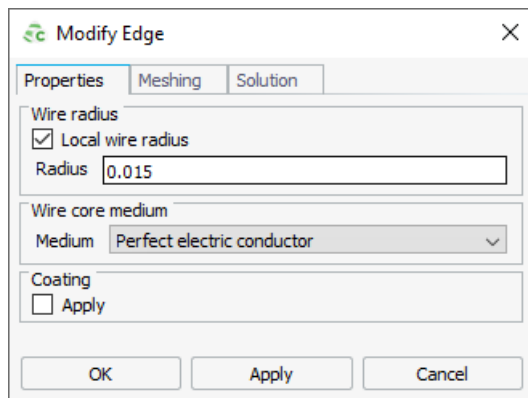 Modify Edge
Properties Meshing Solution
Wire radius
Local wire radius
Radius 0.015
Wire core medium
Medium Perfect electric conductor
Coating
Apply
OK Apply Cancel